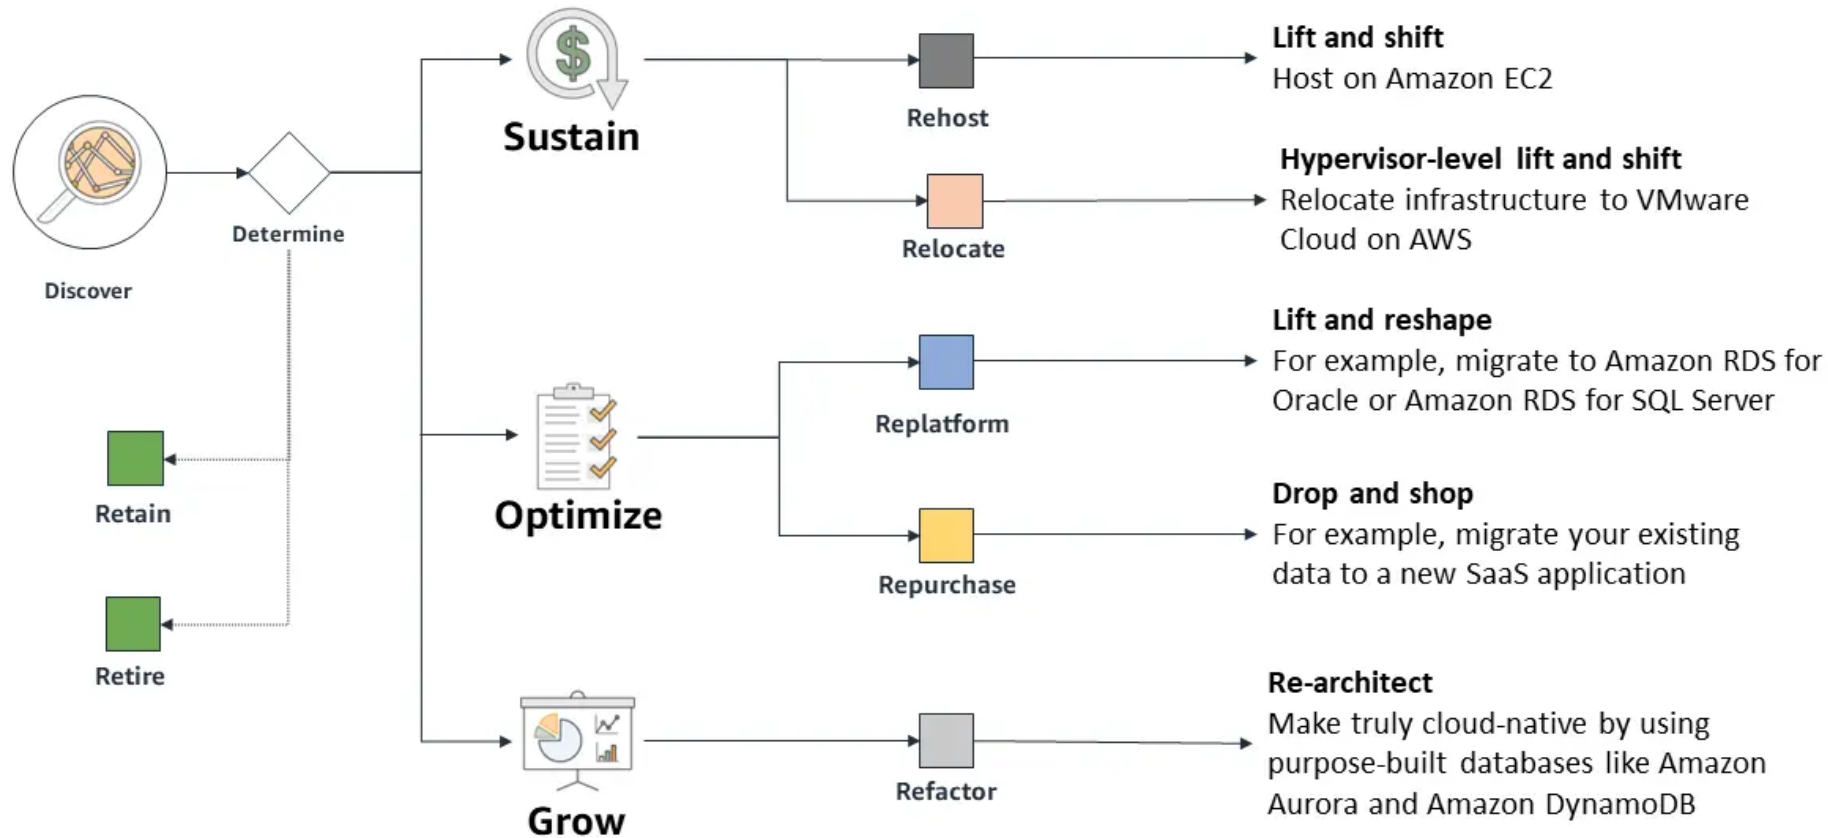 Discover
Determine
Retain
Retire
Sustain
Rehost
Lift and shift
Host on Amazon EC2
Relocate
Hypervisor-level lift and shift
Relocate infrastructure to VMware
Cloud on AWS
Optimize
Replatform
Lift and reshape
For example, migrate to Amazon RDS for
Oracle or Amazon RDS for SQL Server
Repurchase
Drop and shop
For example, migrate your existing
data to a new SaaS application
Grow
Refactor
Re-architect
Make truly cloud-native by using
purpose-built databases like Amazon
Aurora and Amazon DynamoDB